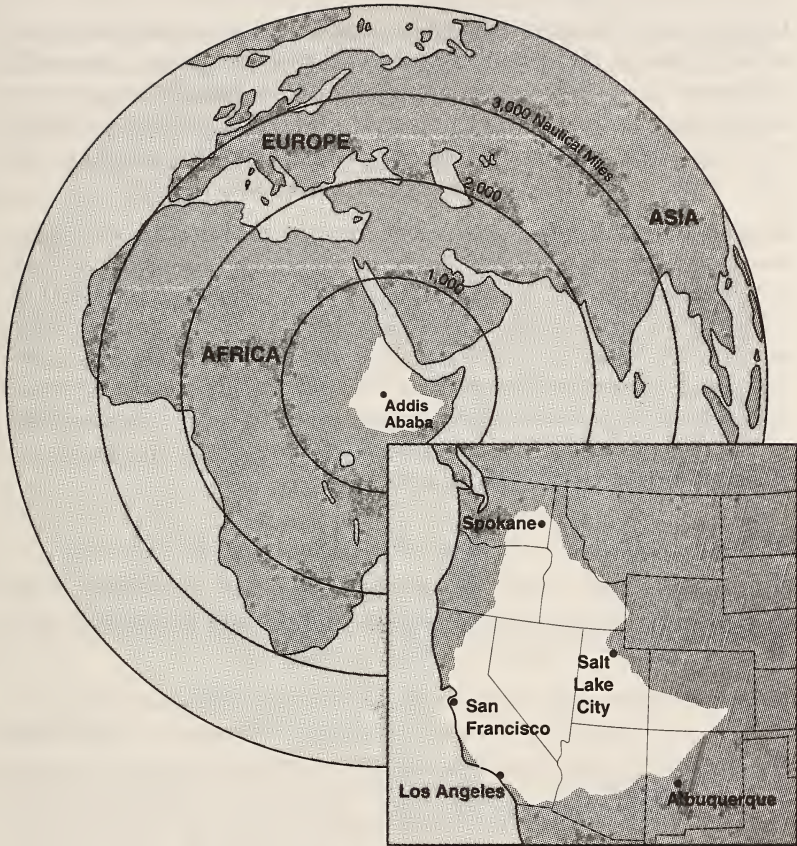 3,000 Nautical Miles
EUROPE
2,000
ASIA
1,000
AFRICA
Addis
Ababa
Spokane
Salt
Lake
City
San
Francisco
Los Angeles
Albuquerque